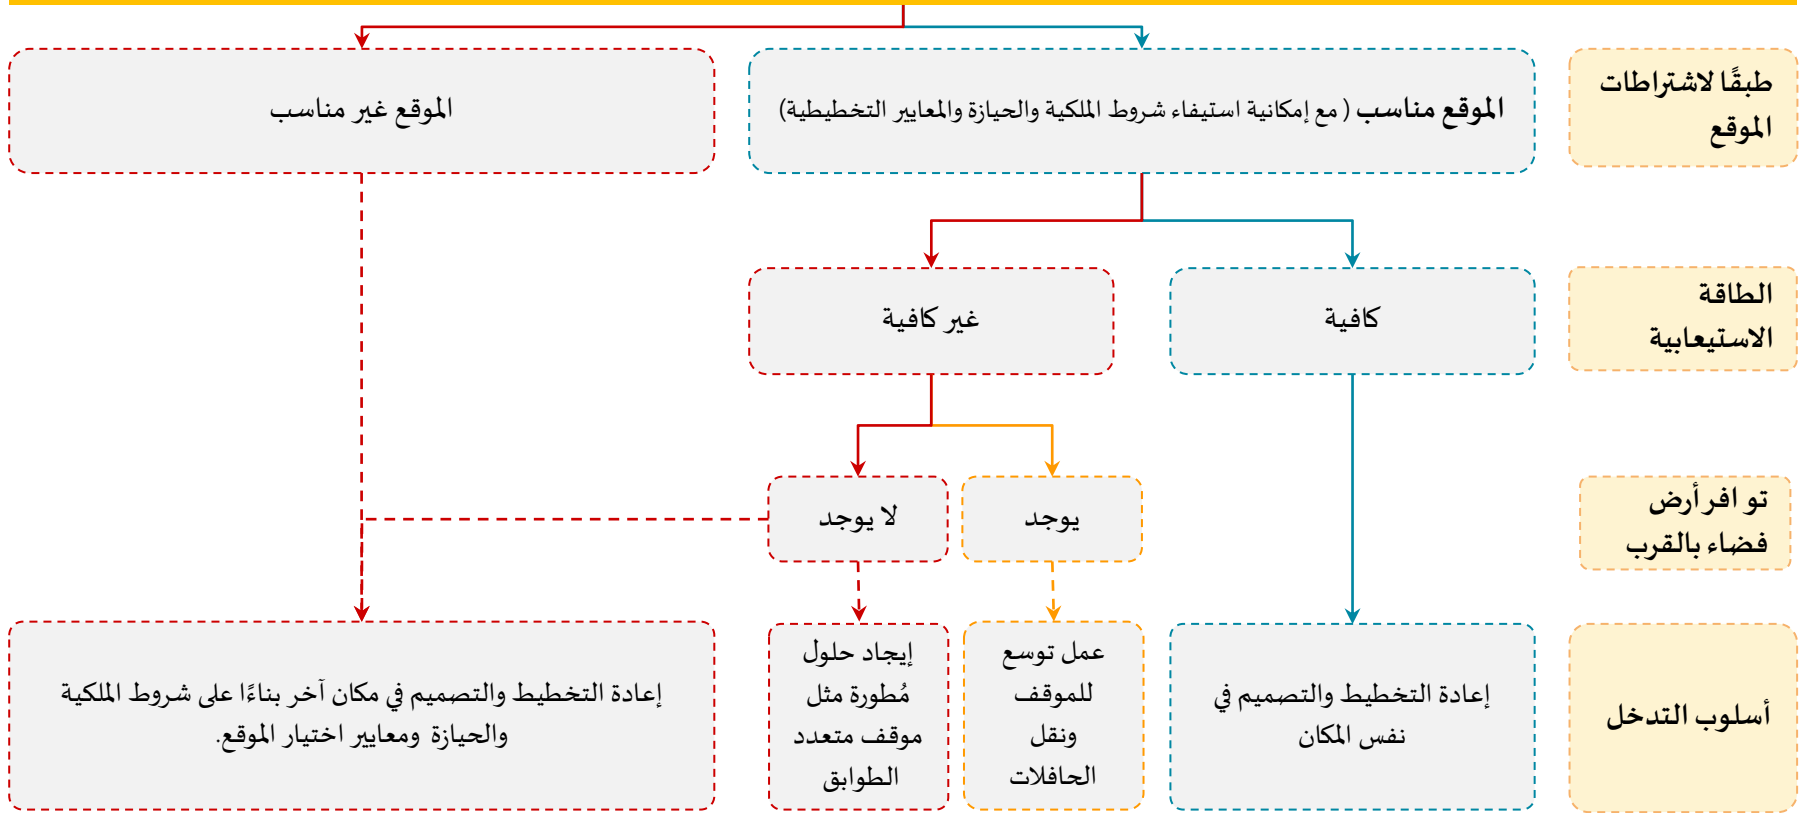 طبقًا لاشتراطات
الموقع
الموقع مناسب ( مع إمكانية استيفاء شروط الملكية والحيازة والمعايير التخطيطية)
الموقع غير مناسب
الطاقة
الاستيعابية
كافية
غير كافية
تو افر أرض
فضاء بالقرب
يوجد
لا يوجد
أسلوب التدخل
إعادة التخطيط والتصميم في
نفس المكان
عمل توسع
للموقف
ونقل
الحافلات
إيجاد حلول
مُطورة مثل
موقف متعدد
الطوابق
إعادة التخطيط والتصميم في مكان آخر بناءًا على شروط الملكية
والحيازة ومعايير اختيار الموقع.